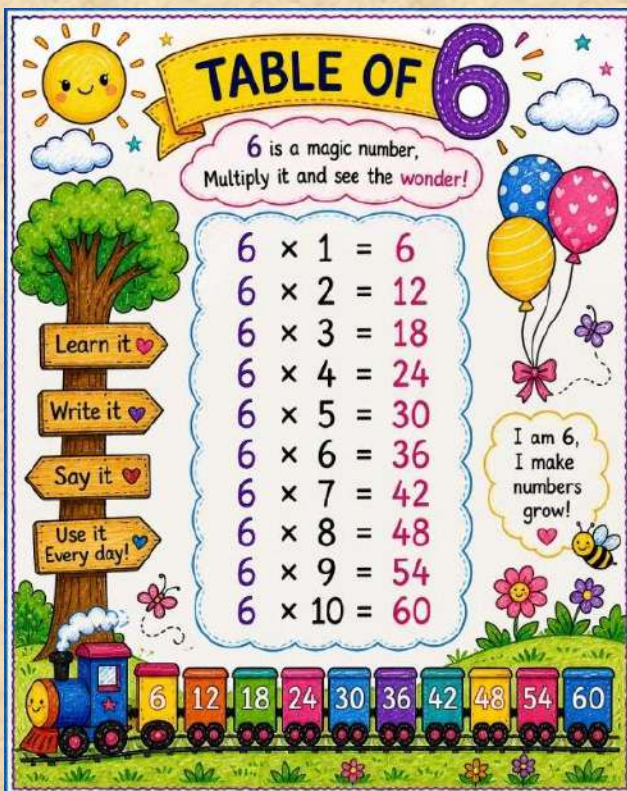 TABLE OF 6
6 is a magic number,
Multiply it and see the wonder!
6 × 1 = 6
6 × 2 = 12
6 × 3 = 18
6 × 4 = 24
6 × 5 = 30
6 × 6 = 36
6 × 7 = 42
6 × 8 = 48
6 × 9 = 54
6 × 10 = 60
Learn it
Write it
Say it
Use it
Every day!
I am 6,
I make
numbers
grow!
6 12 18 24 30 36 42 48 54 60